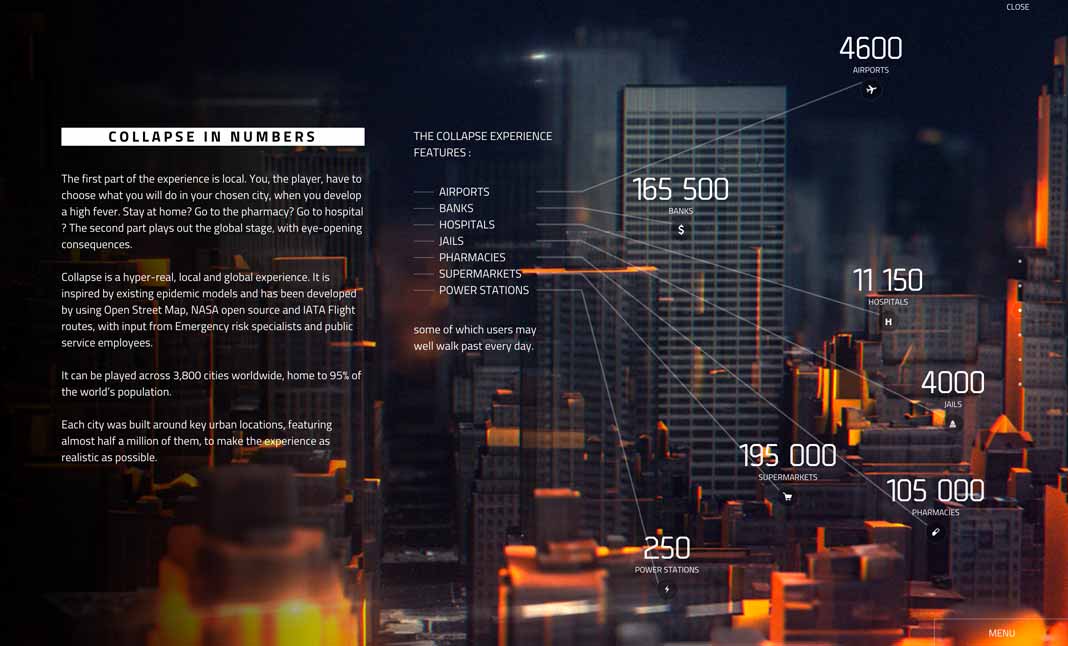 CLOSE
COLLAPSE IN NUMBERS
The first part of the experience is local. You, the player, have to
choose what you will do in your chosen city, when you develop
a high fever. Stay at home? Go to the pharmacy? Go to hospital
? The second part plays out the global stage, with eye-opening
consequences.
Collapse is a hyper-real, local and global experience. It is
inspired by existing epidemic models and has been developed
by using Open Street Map, NASA open source and IATA Flight
routes, with input from Emergency risk specialists and public
service employees.
It can be played across 3,800 cities worldwide, home to 95% of
the world's population.
Each city was built around key urban locations, featuring
almost half a million of them, to make the experience as
realistic as possible.
THE COLLAPSE EXPERIENCE
FEATURES :
AIRPORTS
BANKS
HOSPITALS
JAILS
PHARMACIES
SUPERMARKETS
POWER STATIONS
some of which users may
well walk past every day.
4600
AIRPORTS
165 500
BANKS
$
11 150
HOSPITALS
H
4000
JAILS
195 000
SUPERMARKETS
105 000
PHARMACIES
250
POWER STATIONS
MENU